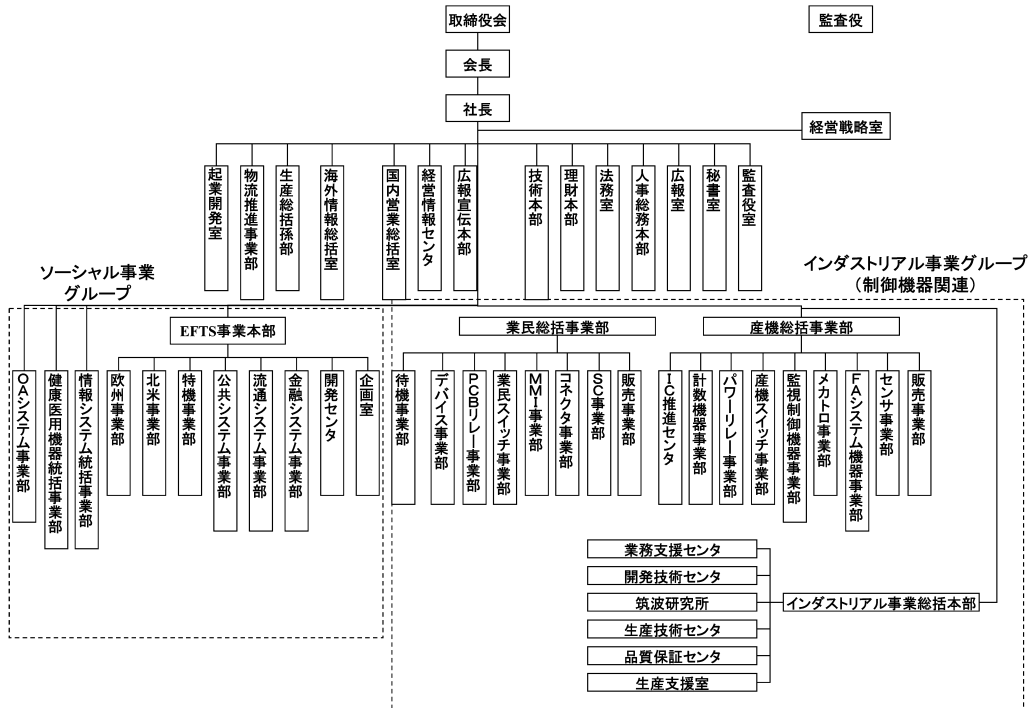 取締役会
監査役
会長
社長
経営戦略室
起業開発室
物流推進事業部
生産総括孫部
海外情報総括室
国内営業総括室
経営情報センタ
広報宣伝本部
技術本部
理財本部
法務室
人事総務本部
広報室
秘書室
監査役室
ソーシャル事業
グループ
インダストリアル事業グループ
（制御機器関連）
EFTS事業本部
業民総括事業部
産機総括事業部
OAシステム事業部
健康医用機器統括事業部
情報システム統括事業部
欧州事業部
北米事業部
特機事業部
公共システム事業部
流通システム事業部
金融システム事業部
開発センタ
企画室
待機事業部
デバイス事業部
PCBリレー事業部
業民スイッチ事業部
MMI事業部
コネクタ事業部
SC事業部
販売事業部
IC推進センタ
計数機器事業部
パワーリレー事業部
産機スイッチ事業部
監視制御機器事業部
メカトロ事業部
FAシステム機器事業部
センサ事業部
販売事業部
業務支援センタ
開発技術センタ
筑波研究所
インダストリアル事業総括本部
生産技術センタ
品質保証センタ
生産支援室